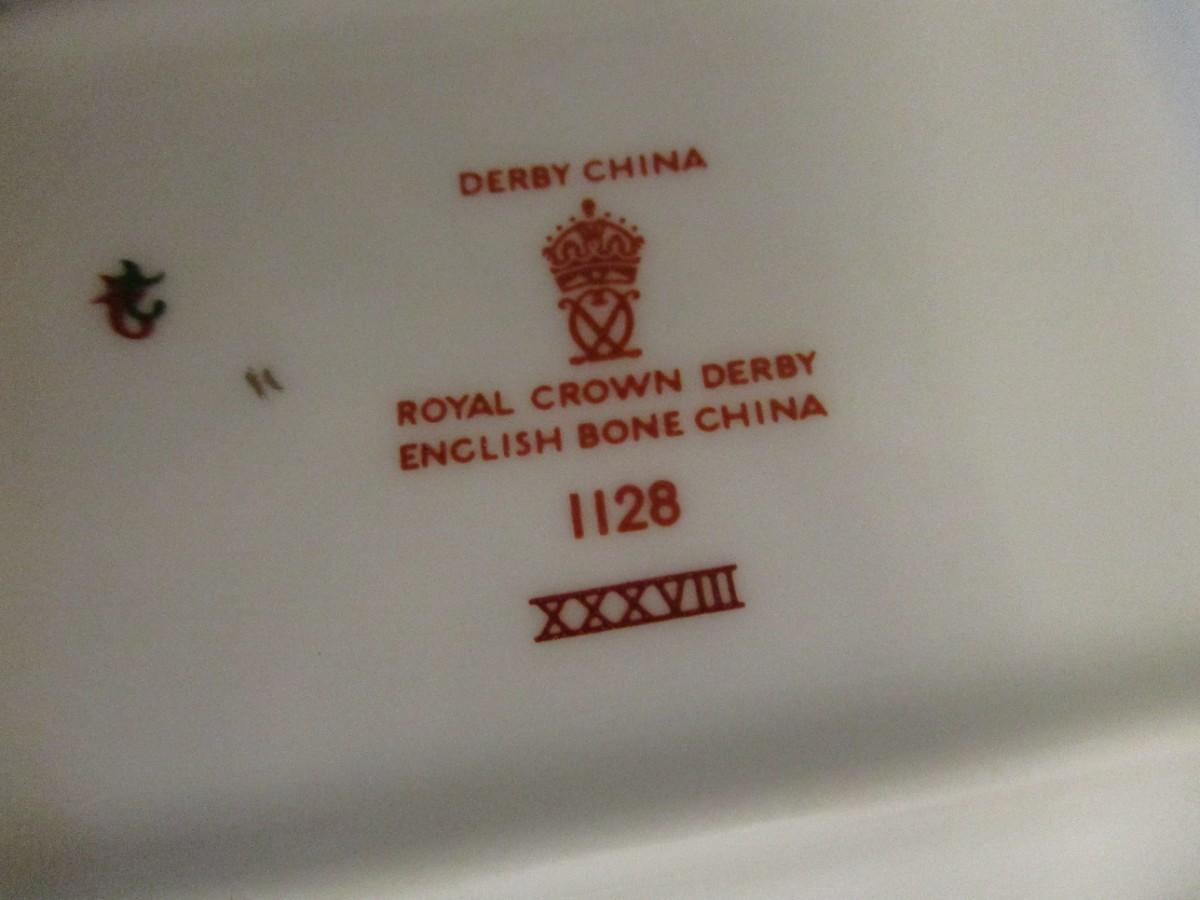 DERBY CHINA
ROYAL CROWN DERBY
ENGLISH BONE CHINA
1128
XXXVIII